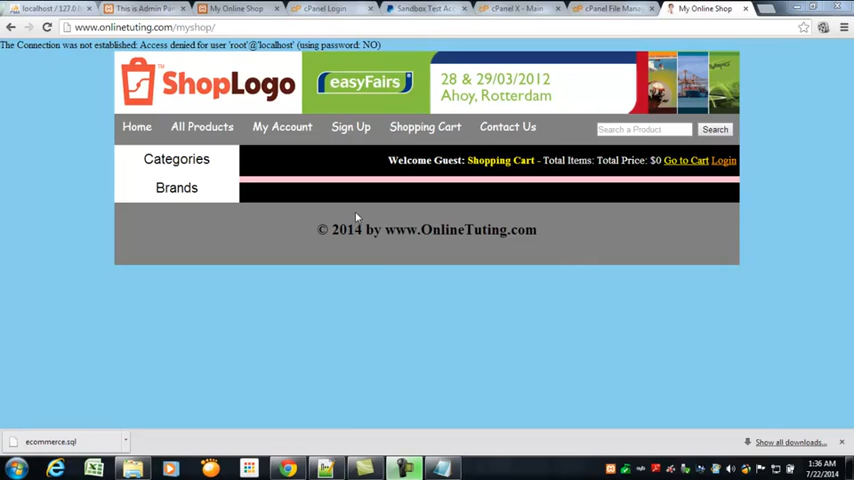 localhost / 127.0.0
This is Admin Pan
My Online Shop
cPanel Login
Sandbox Test Acc
cPanel X - Main
cPanel File Mana
My Online Shop
www.onlinetuting.com/myshop/
The Connection was not established: Access denied for user 'root'@'localhost' (using password: NO)
ShopLogo
TM
easyFairs
28 & 29/03/2012
Ahoy, Rotterdam
Home All Products My Account Sign Up Shopping Cart Contact Us Search a Product Search
Categories
Welcome Guest: Shopping Cart - Total Items: Total Price: $0 Go to Cart Login
Brands
© 2014 by www.OnlineTuting.com
ecommerce.sql
Show all downloads...
1:36 AM
7/22/2014